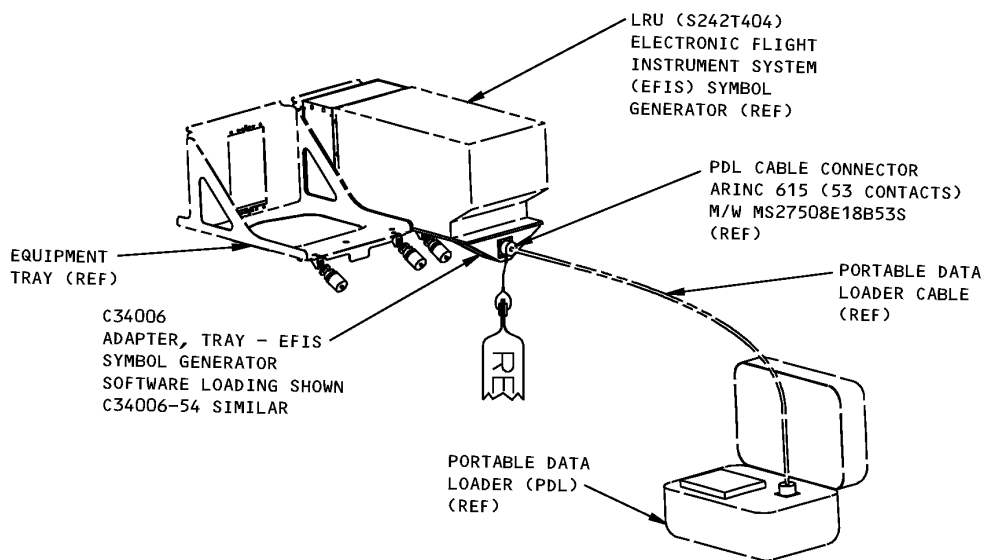 LRU (S242T404)
ELECTRONIC FLIGHT
INSTRUMENT SYSTEM
(EFIS) SYMBOL
GENERATOR (REF)
PDL CABLE CONNECTOR
ARINC 615 (53 CONTACTS)
M/W MS27508E18B53S
(REF)
EQUIPMENT
TRAY (REF)
PORTABLE DATA
LOADER CABLE
(REF)
C34006
ADAPTER, TRAY - EFIS
SYMBOL GENERATOR
SOFTWARE LOADING SHOWN
C34006-54 SIMILAR
RE
PORTABLE DATA
LOADER (PDL)
(REF)